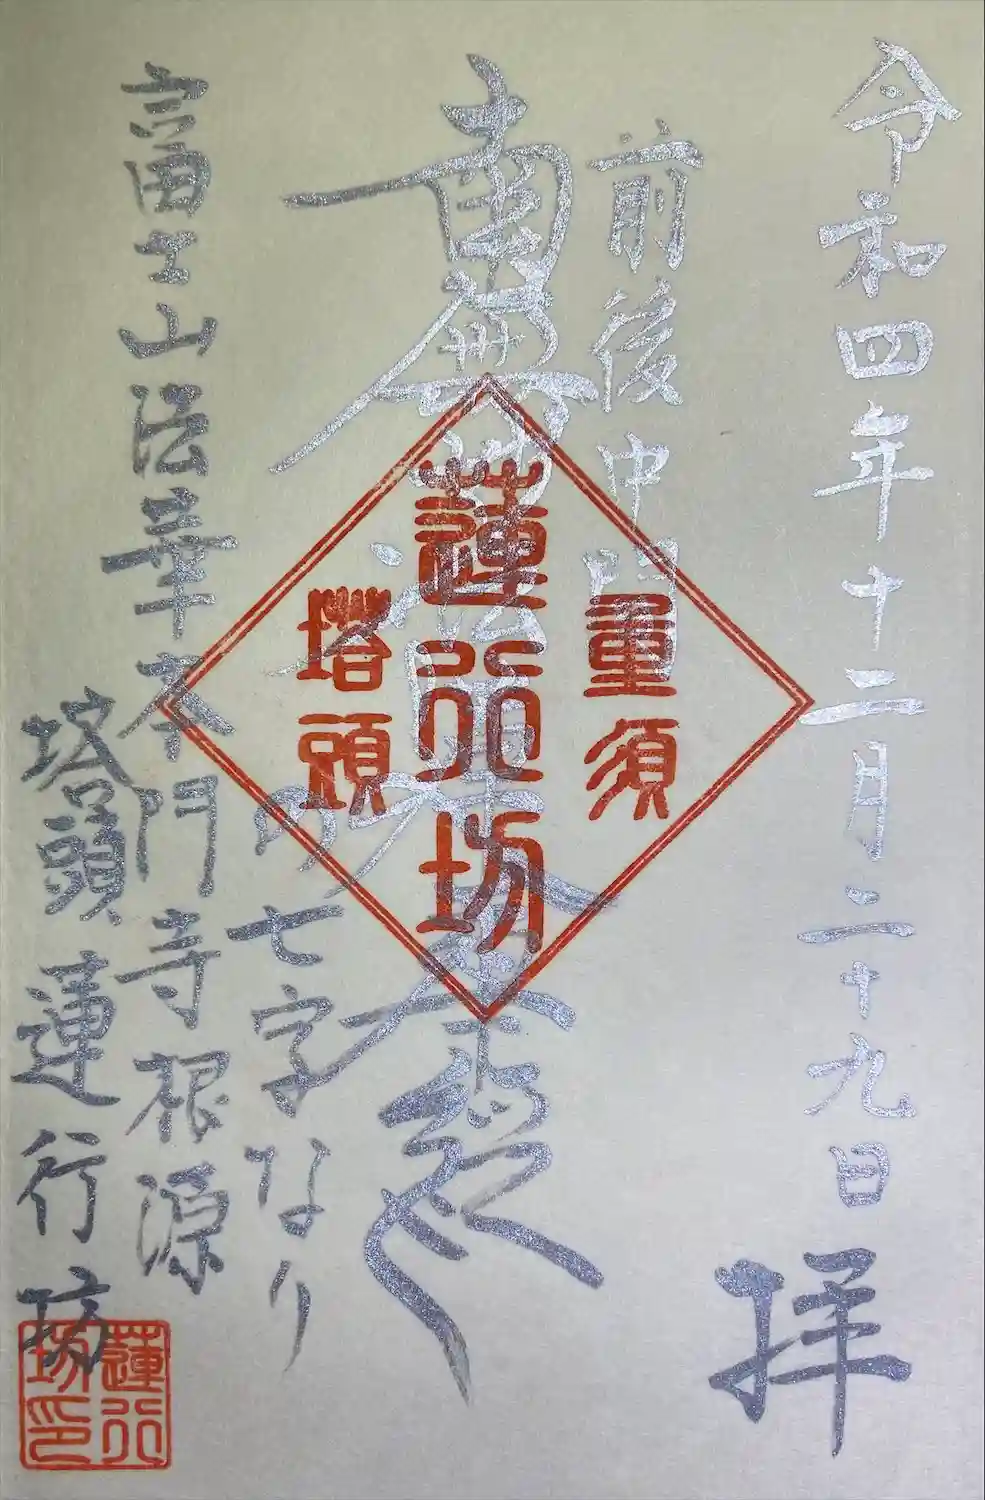 令和四年十二月二十九日
拝
前後中間
南無妙法蓮華経
の七字なり
富士山法華本門寺根源
塔頭蓮行坊
重須
蓮行坊
塔頭
蓮行坊印